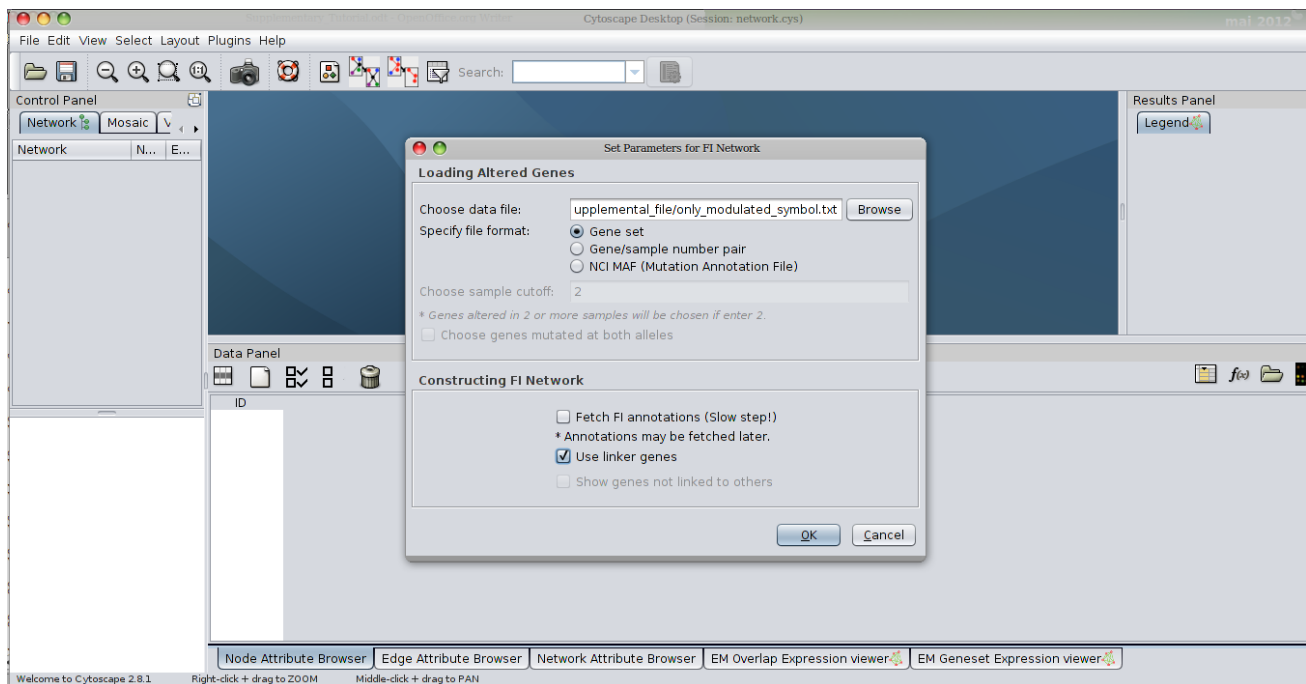 Supplementary_Tutorial.odt - OpenOffice.org Writer
Cytoscape Desktop (Session: network.cys)
mai 2012
File Edit View Select Layout Plugins Help
Search:
Control Panel
Results Panel
Network Mosaic V
Legend
Network N... E...
Set Parameters for FI Network
Loading Altered Genes
Choose data file: upplemental_file/only_modulated_symbol.txt Browse
Specify file format: Gene set
Gene/sample number pair
NCI MAF (Mutation Annotation File)
Choose sample cutoff: 2
* Genes altered in 2 or more samples will be chosen if enter 2.
Choose genes mutated at both alleles
Data Panel
f(x)
Constructing FI Network
ID
Fetch FI annotations (Slow step!)
* Annotations may be fetched later.
Use linker genes
Show genes not linked to others
OK Cancel
Node Attribute Browser Edge Attribute Browser Network Attribute Browser EM Overlap Expression viewer EM Geneset Expression viewer
Welcome to Cytoscape 2.8.1 Right-click + drag to ZOOM Middle-click + drag to PAN